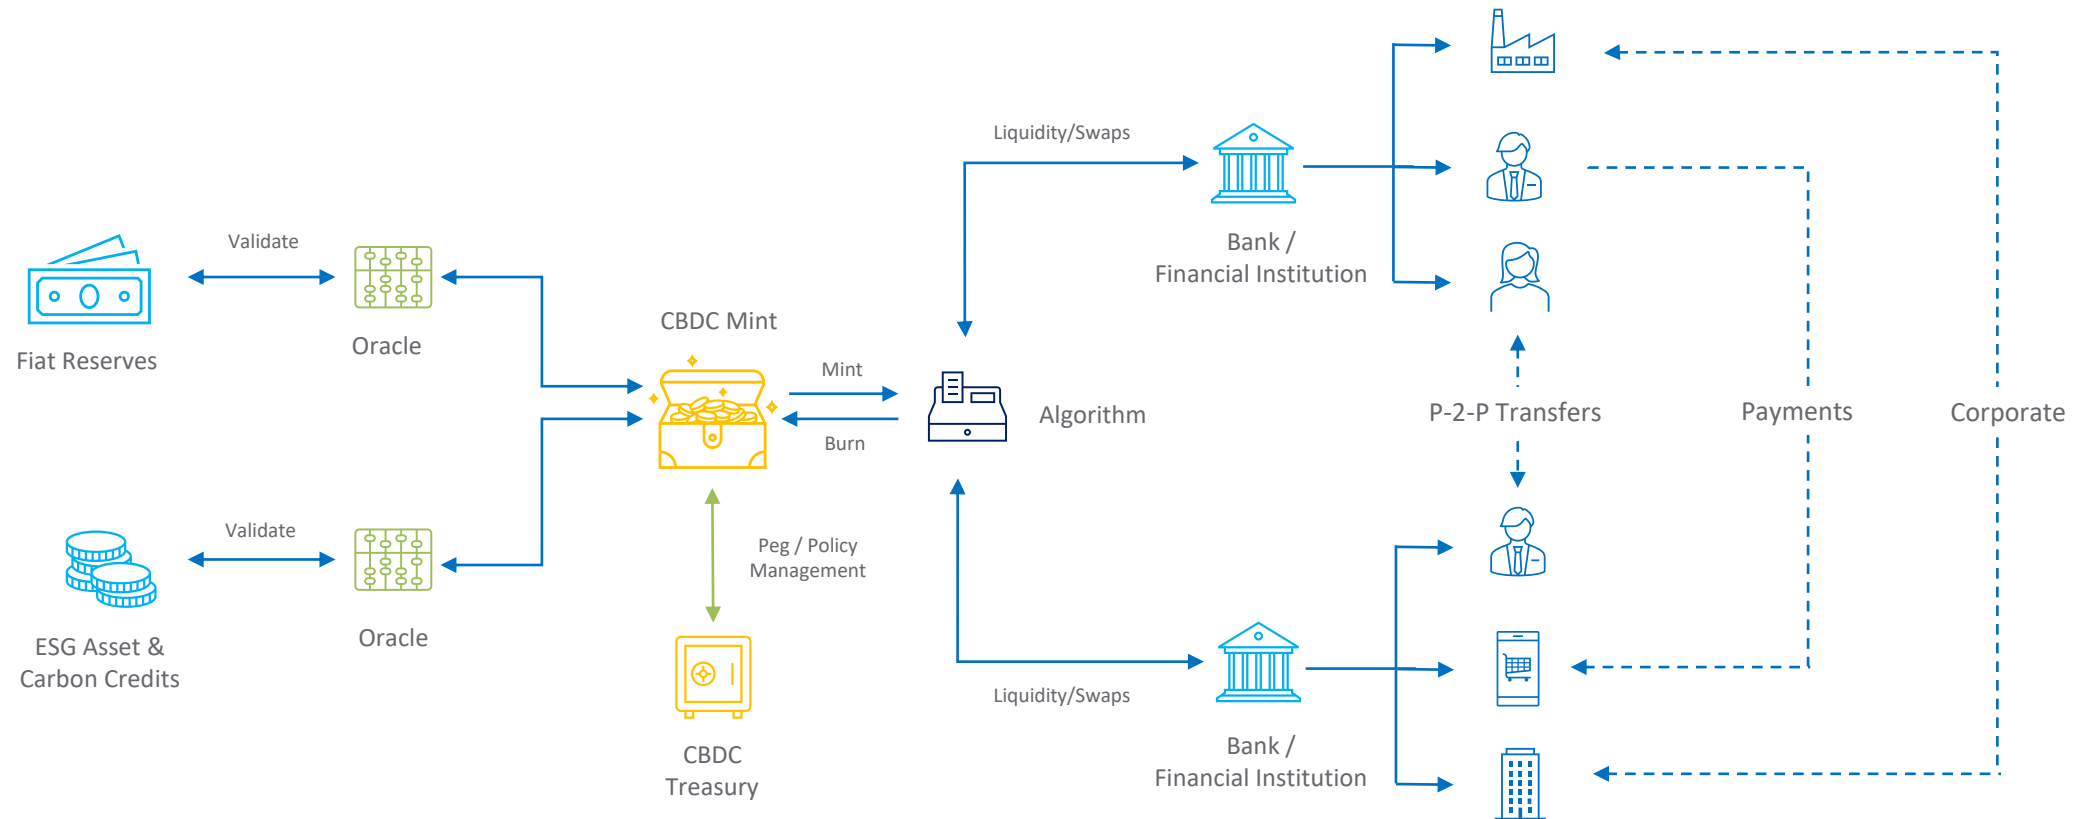 Validate
Oracle
Fiat Reserves
Validate
Oracle
ESG Asset &
Carbon Credits
CBDC Mint
Mint
Burn
Algorithm
Peg / Policy
Management
CBDC
Treasury
Liquidity/Swaps
Bank /
Financial Institution
Liquidity/Swaps
Bank /
Financial Institution
P-2-P Transfers
Payments
Corporate